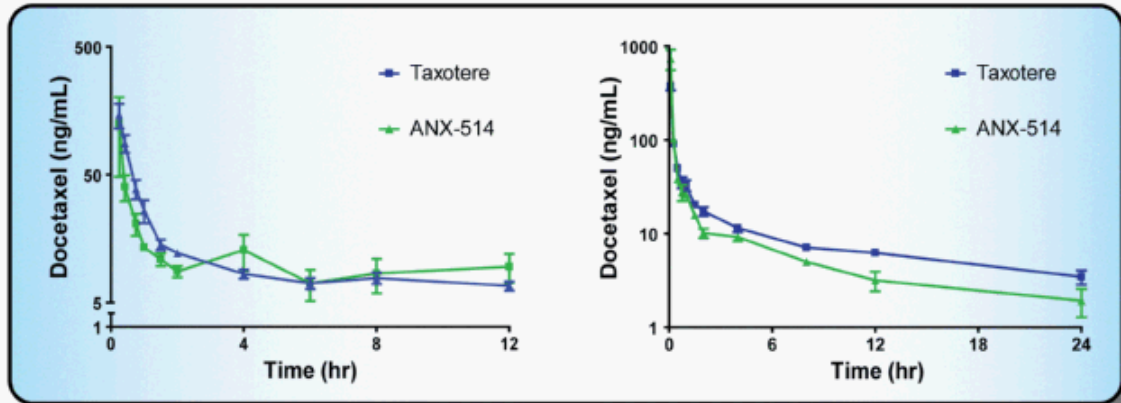 500
50
5
1
Docetaxel (ng/mL)
Taxotere
ANX-514
0
4
8
12
Time (hr)
1000
100
10
1
Docetaxel (ng/mL)
Taxotere
ANX-514
0
6
12
18
24
Time (hr)